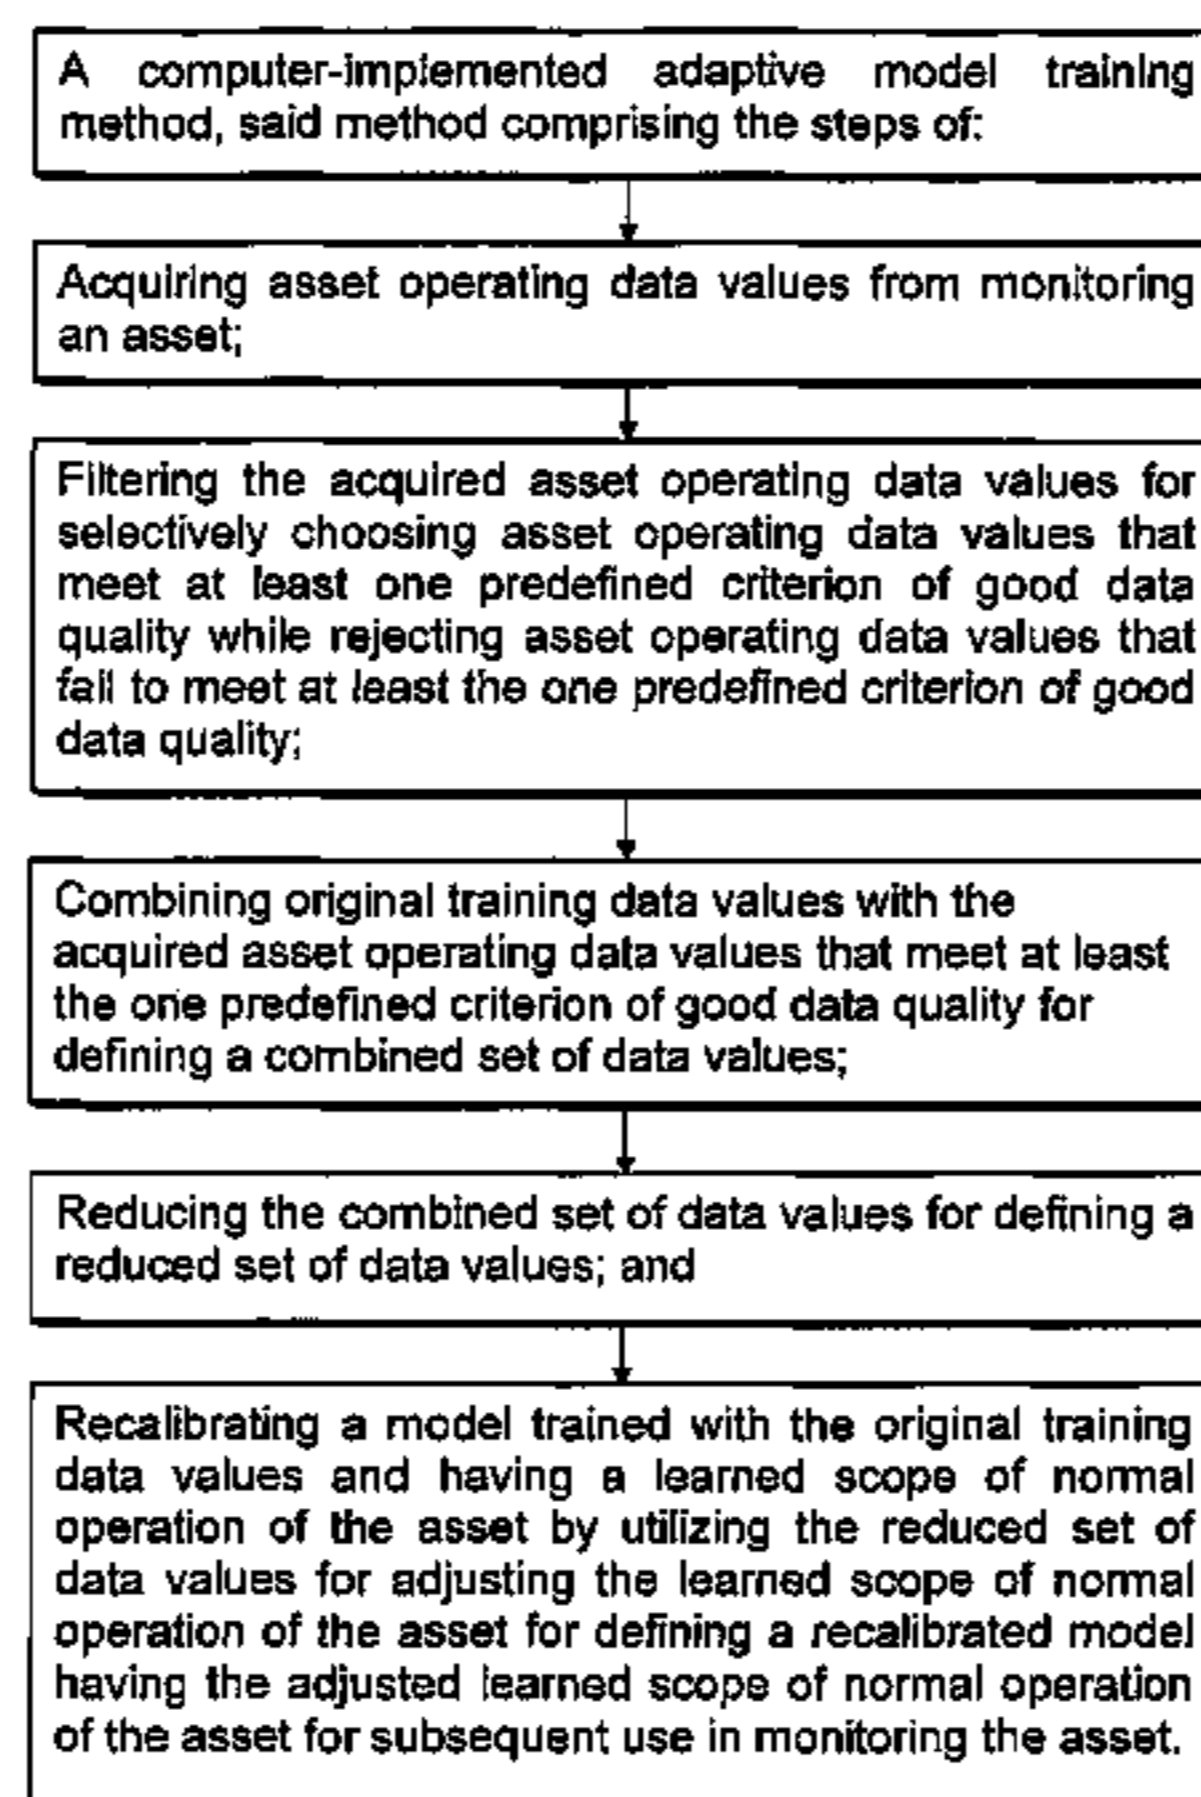 A computer-implemented adaptive model training
method, said method comprising the steps of:
Acquiring asset operating data values from monitoring
an asset;
Filtering the acquired asset operating data values for
selectively choosing asset operating data values that
meet at least one predefined criterion of good data
quality while rejecting asset operating data values that
fail to meet at least the one predefined criterion of good
data quality;
Combining original training data values with the
acquired asset operating data values that meet at least
the one predefined criterion of good data quality for
defining a combined set of data values;
Reducing the combined set of data values for defining a
reduced set of data values; and
Recalibrating a model trained with the original training
data values and having a learned scope of normal
operation of the asset by utilizing the reduced set of
data values for adjusting the learned scope of normal
operation of the asset for defining a recalibrated model
having the adjusted learned scope of normal operation
of the asset for subsequent use in monitoring the asset.